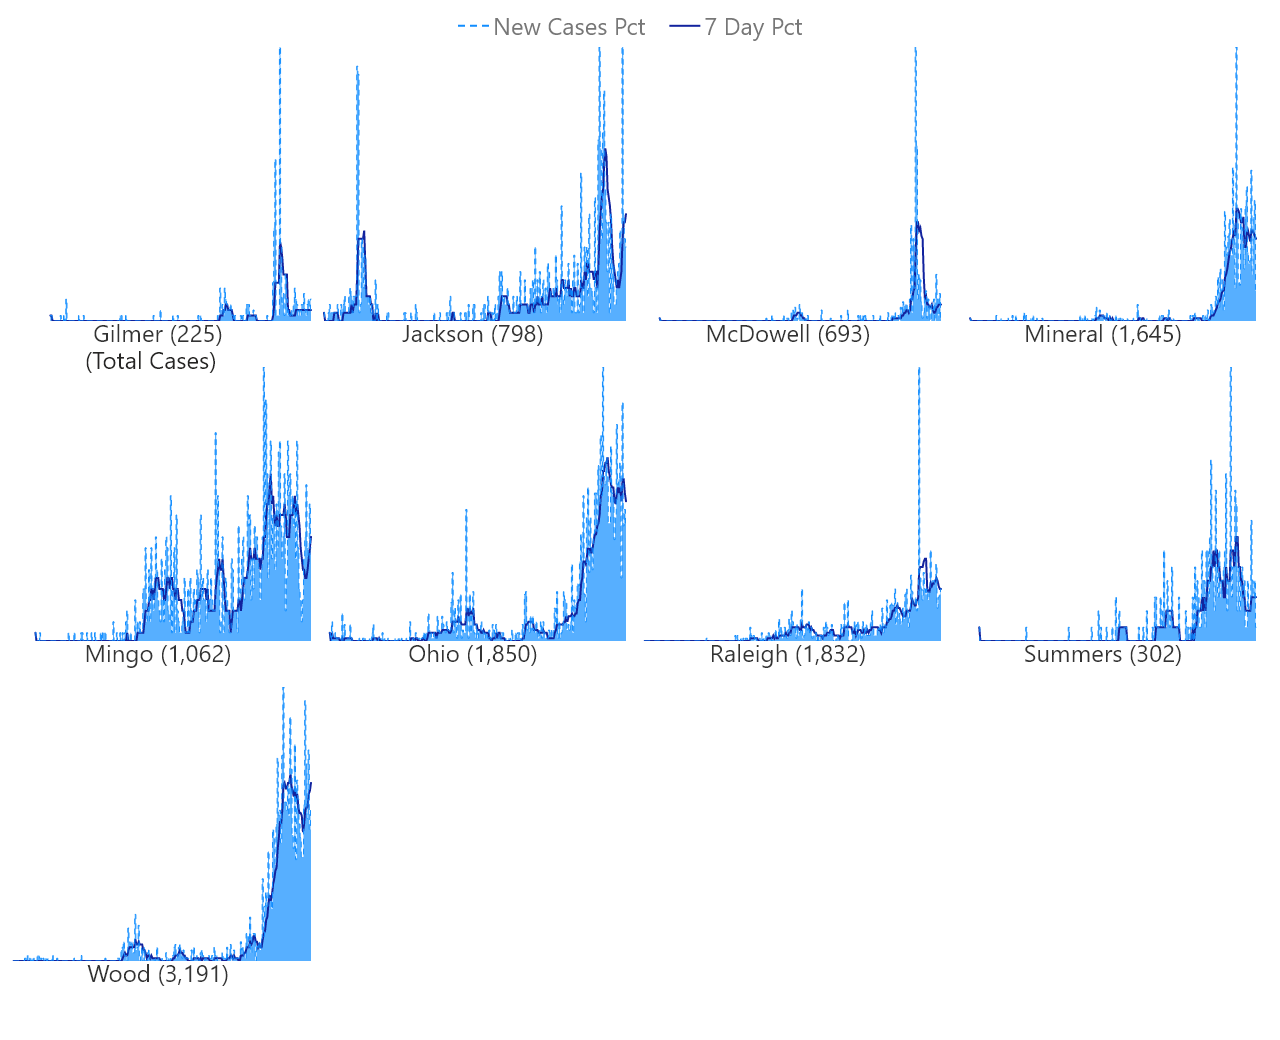 New Cases Pct 7 Day Pct
Gilmer (225) Jackson (798) McDowell (693) Mineral (1,645)
(Total Cases)
Mingo (1,062) Ohio (1,850) Raleigh (1,832) Summers (302)
Wood (3,191)